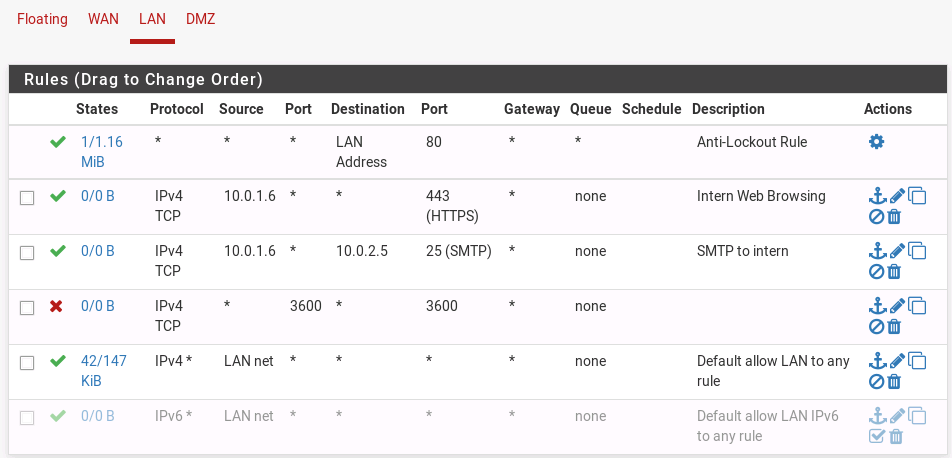 Floating WAN LAN DMZ
Rules (Drag to Change Order)
States Protocol Source Port Destination Port Gateway Queue Schedule Description Actions
1/1.16 * * * LAN 80 * * Anti-Lockout Rule
MiB Address
0/0 B IPv4 10.0.1.6 * * 443 * none Intern Web Browsing
TCP (HTTPS)
0/0 B IPv4 10.0.1.6 * 10.0.2.5 25 (SMTP) * none SMTP to intern
TCP
0/0 B IPv4 * 3600 * 3600 * none
TCP
42/147 IPv4 * LAN net * * * * none Default allow LAN to any
KiB rule
0/0 B IPv6 * LAN net * * * * none Default allow LAN IPv6
to any rule